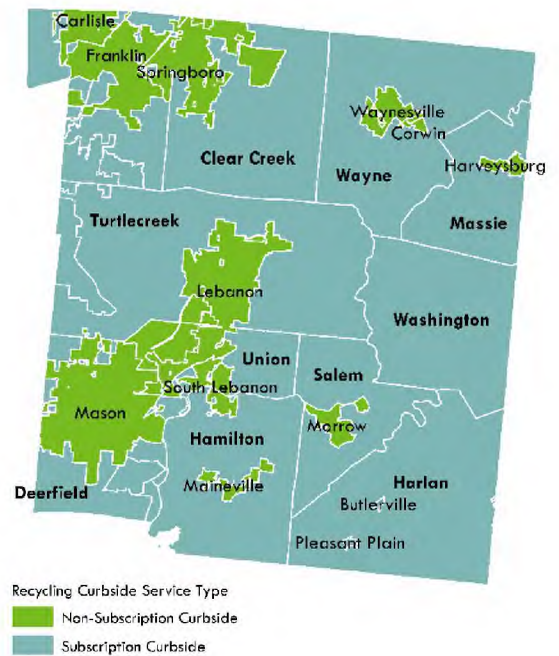 Carlisle
Franklin
Springboro
Waynesville
Corwin
Clear Creek
Wayne
Harveysburg
Massie
Turtlecreek
Lebanon
Washington
Union
Salem
South Lebanon
Mason
Morrow
Hamilton
Deerfield
Maineville
Harlan
Butlerville
Pleasant Plain
Recycling Curbside Service Type
Non-Subscription Curbside
Subscription Curbside